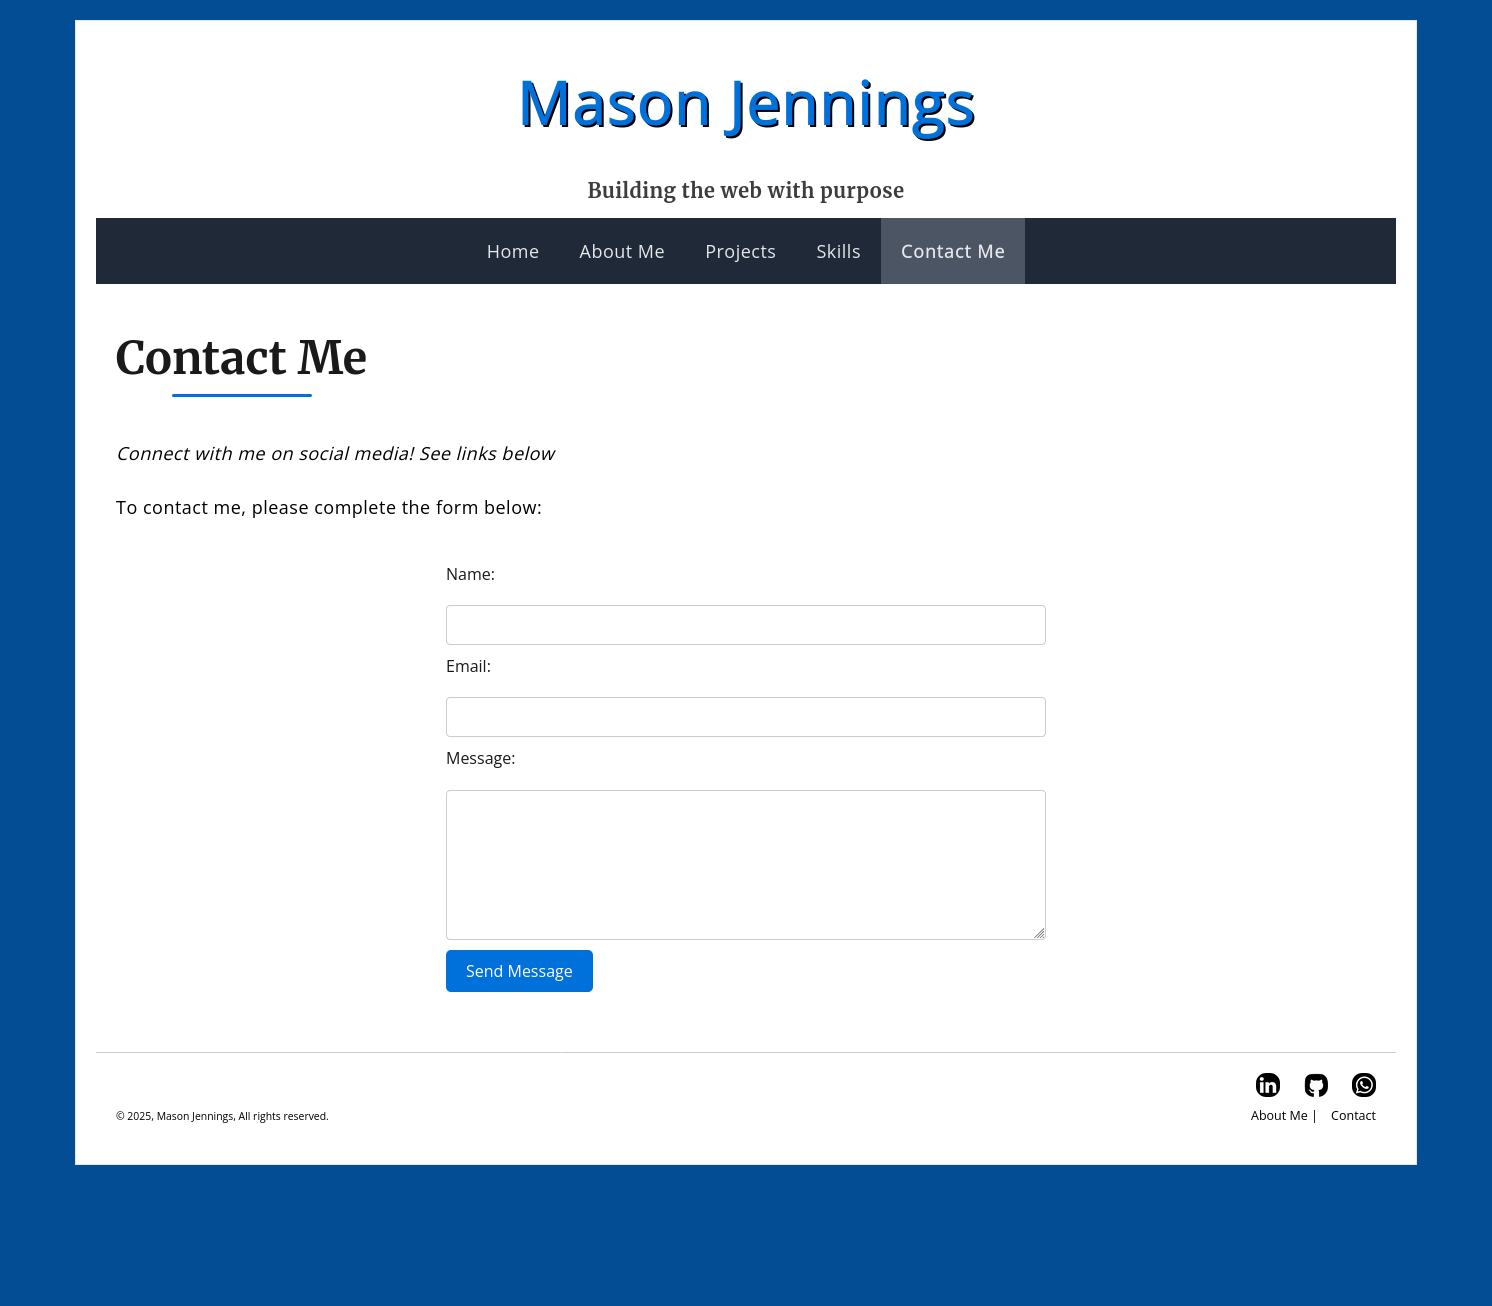 Mason Jennings
Building the web with purpose
Home About Me Projects Skills Contact Me
Contact Me
Connect with me on social media! See links below
To contact me, please complete the form below:
Name:
Email:
Message:
Send Message
in
© 2025, Mason Jennings, All rights reserved.
About Me | Contact